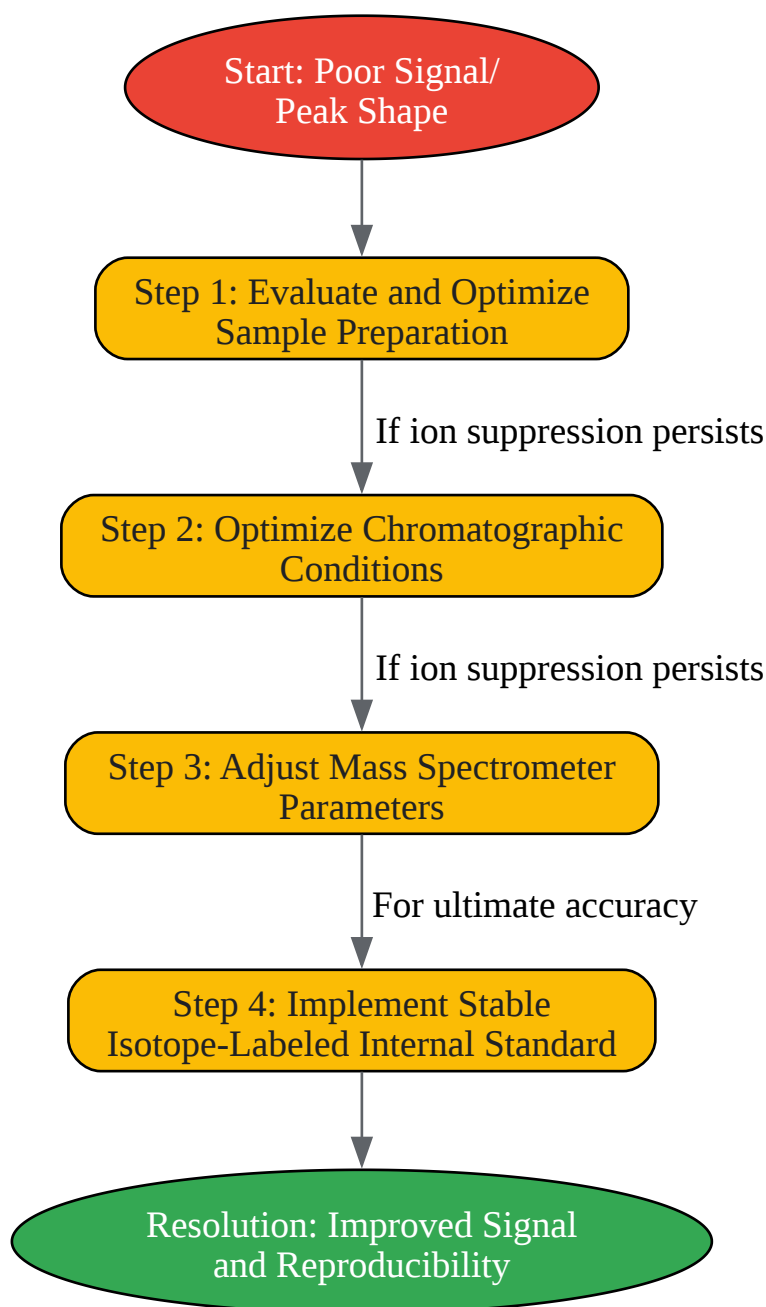 Start: Poor Signal/
Peak Shape
Step 1: Evaluate and Optimize
Sample Preparation
If ion suppression persists
Step 2: Optimize Chromatographic
Conditions
If ion suppression persists
Step 3: Adjust Mass Spectrometer
Parameters
For ultimate accuracy
Step 4: Implement Stable
Isotope-Labeled Internal Standard
Resolution: Improved Signal
and Reproducibility